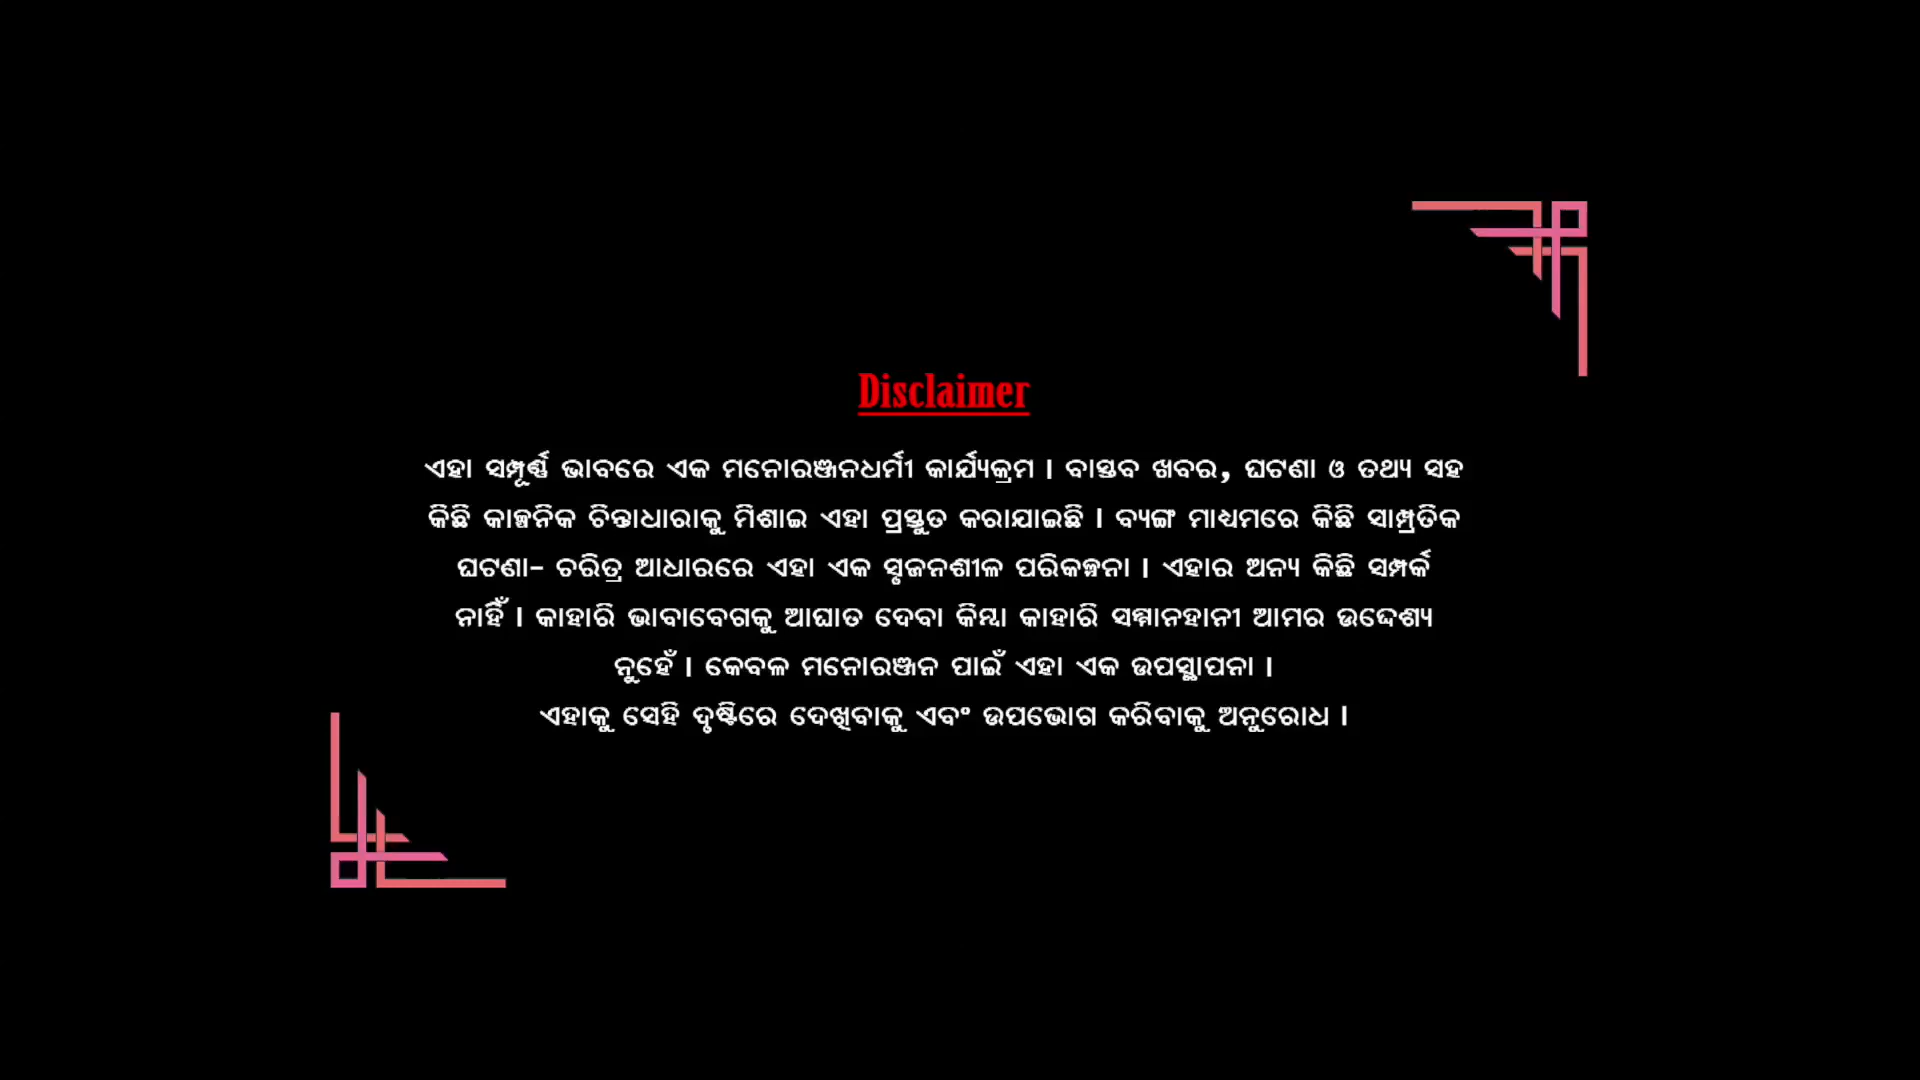 Disclaimer
ଏହା ସମ୍ପୂର୍ଣ୍ଣ ଭାବରେ ଏକ ମନୋରଞ୍ଜନଧର୍ମୀ କାର୍ଯ୍ୟକ୍ରମ । ବାସ୍ତବ ଖବର, ଘଟଣା ଓ ତଥ୍ୟ ସହ
କିଛି କାଳ୍ପନିକ ଚିନ୍ତାଧାରାକୁ ମିଶାଇ ଏହା ପ୍ରସ୍ତୁତ କରାଯାଇଛି । ବ୍ୟଙ୍ଗ ମାଧ୍ୟମରେ କିଛି ସାମ୍ପ୍ରତିକ
ଘଟଣା- ଚରିତ୍ର ଆଧାରରେ ଏହା ଏକ ସୃଜନଶୀଳ ପରିକଳ୍ପନା । ଏହାର ଅନ୍ୟ କିଛି ସମ୍ପର୍କ
ନାହିଁ । କାହାରି ଭାବାବେଗକୁ ଆଘାତ ଦେବା କିମ୍ବା କାହାରି ସମ୍ମାନହାନୀ ଆମର ଉଦ୍ଦେଶ୍ୟ
ନୁହେଁ । କେବଳ ମନୋରଞ୍ଜନ ପାଇଁ ଏହା ଏକ ଉପସ୍ଥାପନା ।
ଏହାକୁ ସେହି ଦୃଷ୍ଟିରେ ଦେଖିବାକୁ ଏବଂ ଉପଭୋଗ କରିବାକୁ ଅନୁରୋଧ ।